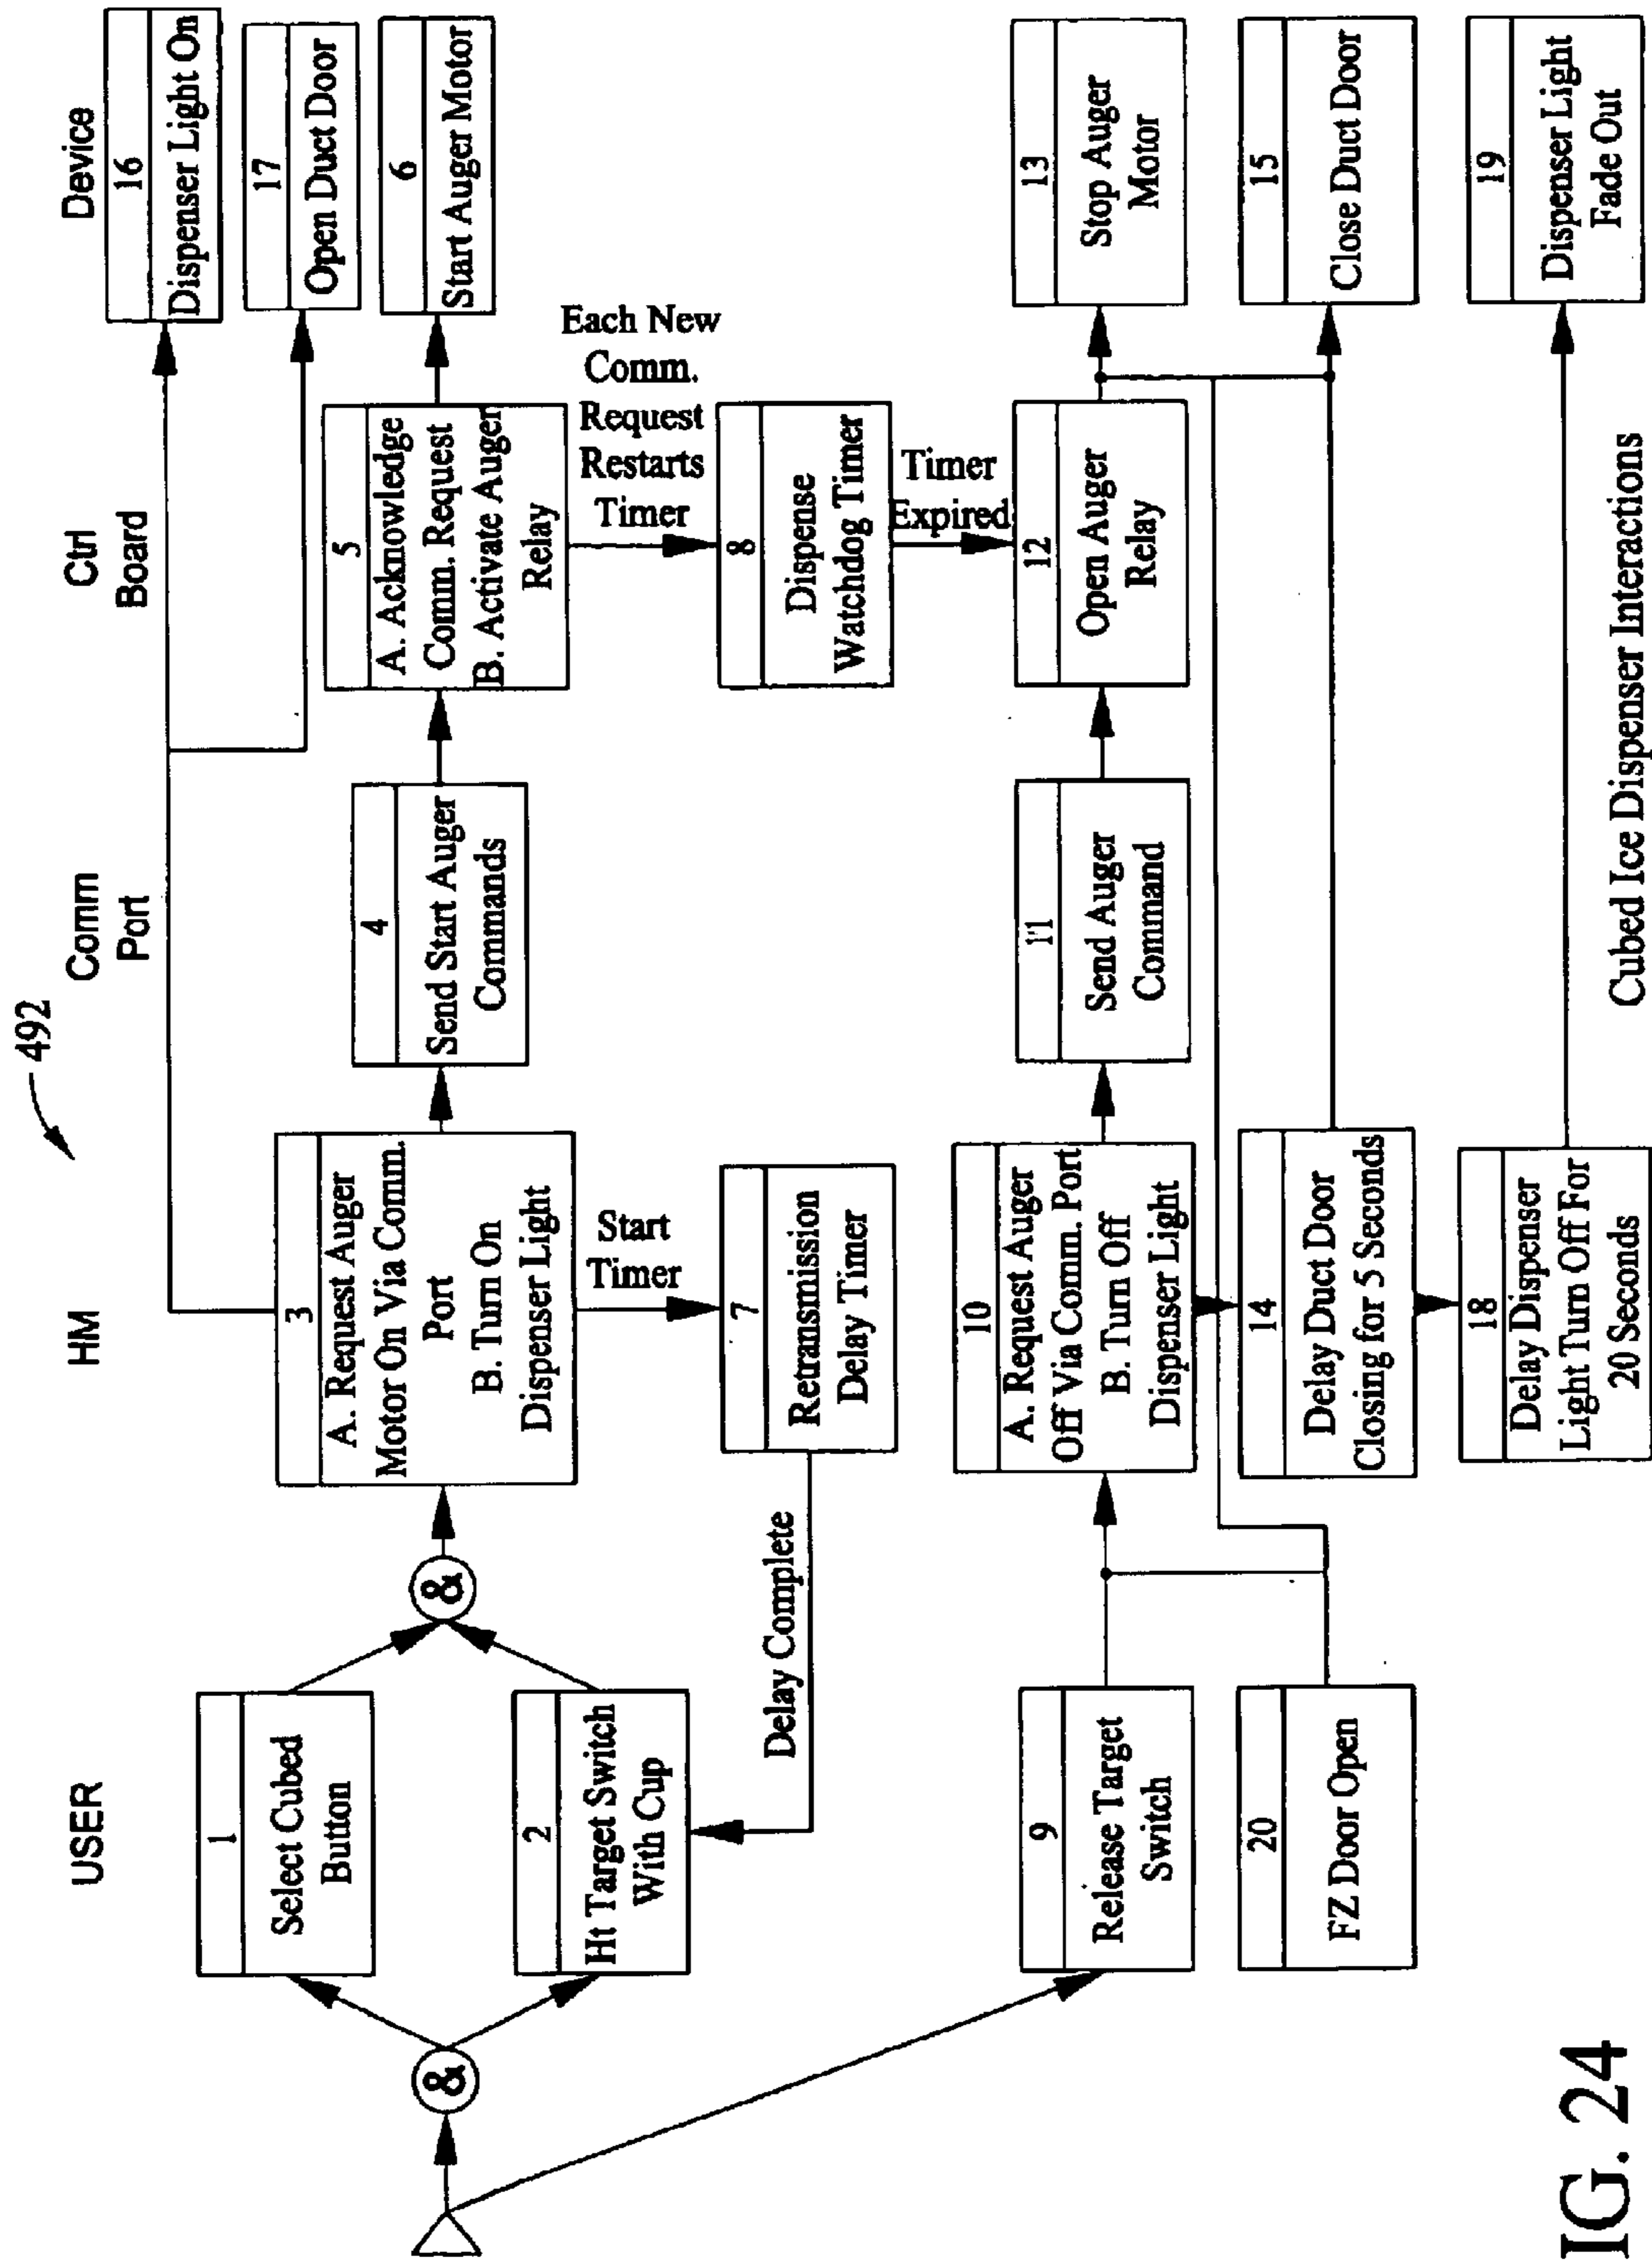 492
USER
HM
Comm
Port
Ctrl
Board
Device
1
Select Cubed
Button
2
Ht Target Switch
With Cup
&
&
3
A. Request Auger
Motor On Via Comm.
Port
B. Turn On
Dispenser Light
4
Send Start Auger
Commands
5
A. Acknowledge
Comm. Request
B. Activate Auger
Relay
16
Dispenser Light On
17
Open Duct Door
6
Start Auger Motor
Start
Timer
7
Retransmission
Delay Timer
Delay Complete
Each New
Comm.
Request
Restarts
Timer
8
Dispense
Watchdog Timer
Timer
Expired
9
Release Target
Switch
10
A. Request Auger
Off Via Comm. Port
B. Turn Off
Dispenser Light
11
Send Auger
Command
12
Open Auger
Relay
13
Stop Auger
Motor
20
FZ Door Open
14
Delay Duct Door
Closing for 5 Seconds
15
Close Duct Door
18
Delay Dispenser
Light Turn Off For
20 Seconds
19
Dispenser Light
Fade Out
Cubed Ice Dispenser Interactions
IG. 24